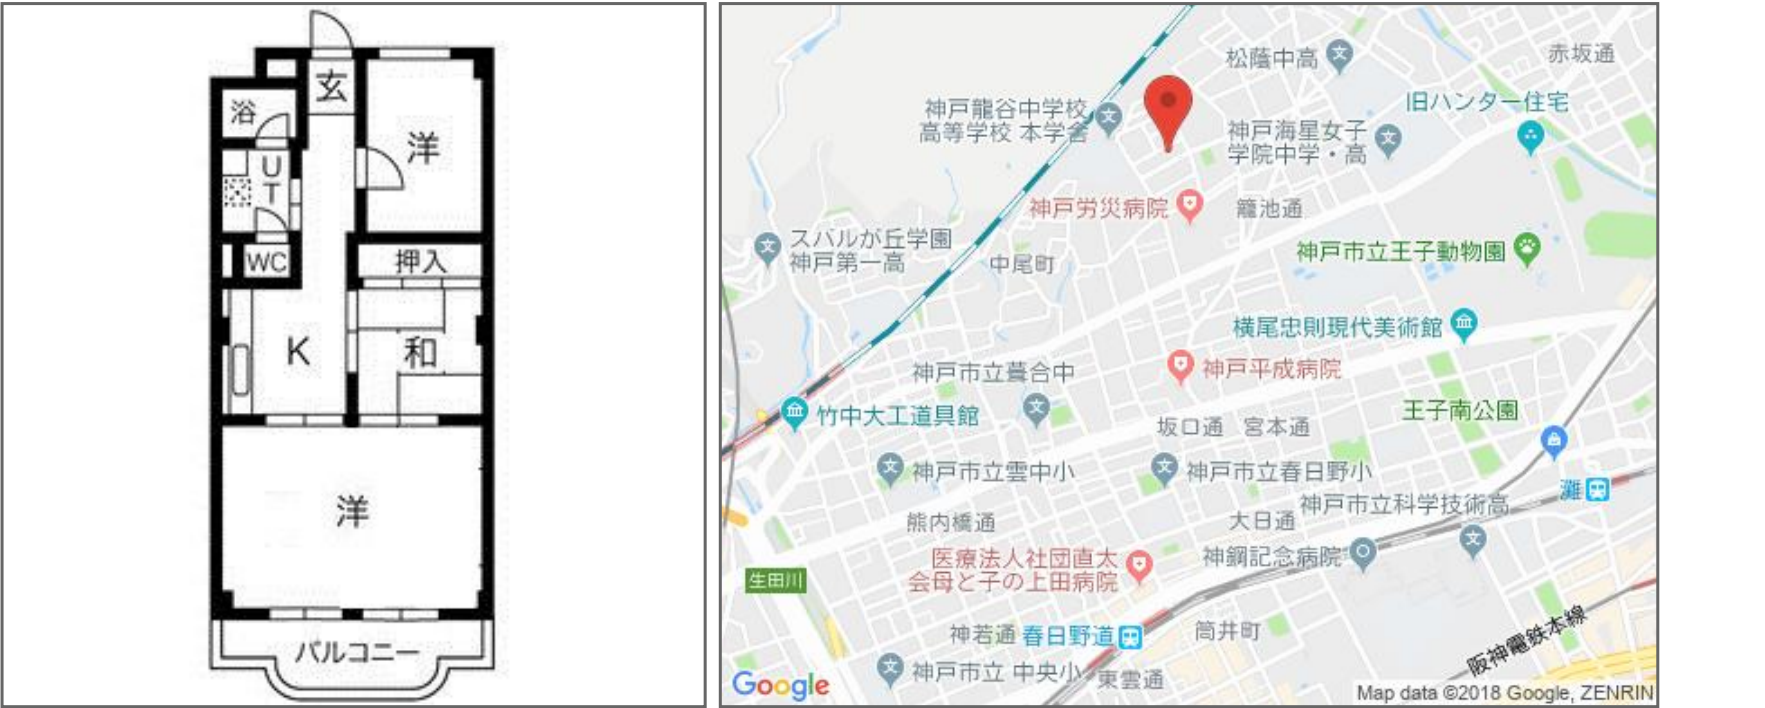 玄
浴
洋
U
T
WC
押入
K
和
洋
バルコニー
松蔭中高
赤坂通
神戸龍谷中学校
高等学校 本学舎
旧ハンター住宅
神戸海星女子
学院中学・高
神戸労災病院
籠池通
スバルが丘学園
神戸第一高
中尾町
神戸市立王子動物園
横尾忠則現代美術館
神戸市立葺合中
神戸平成病院
竹中大工道具館
王子南公園
坂口通
宮本通
神戸市立雲中小
神戸市立春日野小
灘
神戸市立科学技術高
熊内橋通
大日通
神鋼記念病院
医療法人社団直太
会母と子の上田病院
生田川
神若通
春日野道
筒井町
阪神電鉄本線
神戸市立 中央小
東雲通
Google
Map data ©2018 Google, ZENRIN